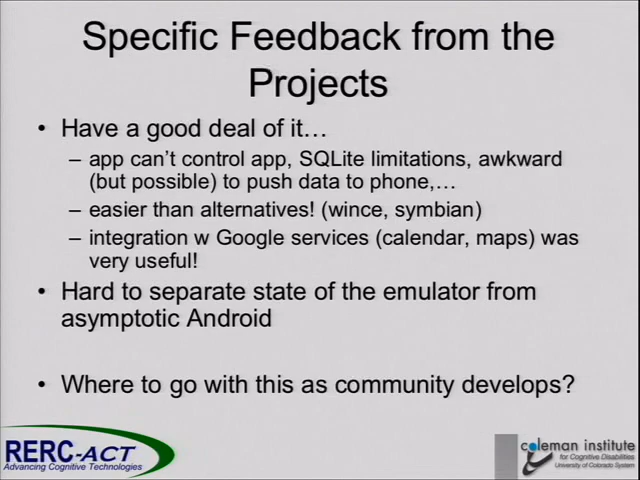 Specific Feedback from the
Projects
• Have a good deal of it…
– app can't control app, SQLite limitations, awkward
(but possible) to push data to phone,…
– easier than alternatives! (wince, symbian)
– integration w Google services (calendar, maps) was
very useful!
• Hard to separate state of the emulator from
asymptotic Android
• Where to go with this as community develops?
RERC-ACT
Advancing Cognitive Technologies
coleman institute
for Cognitive Disabilities
University of Colorado System